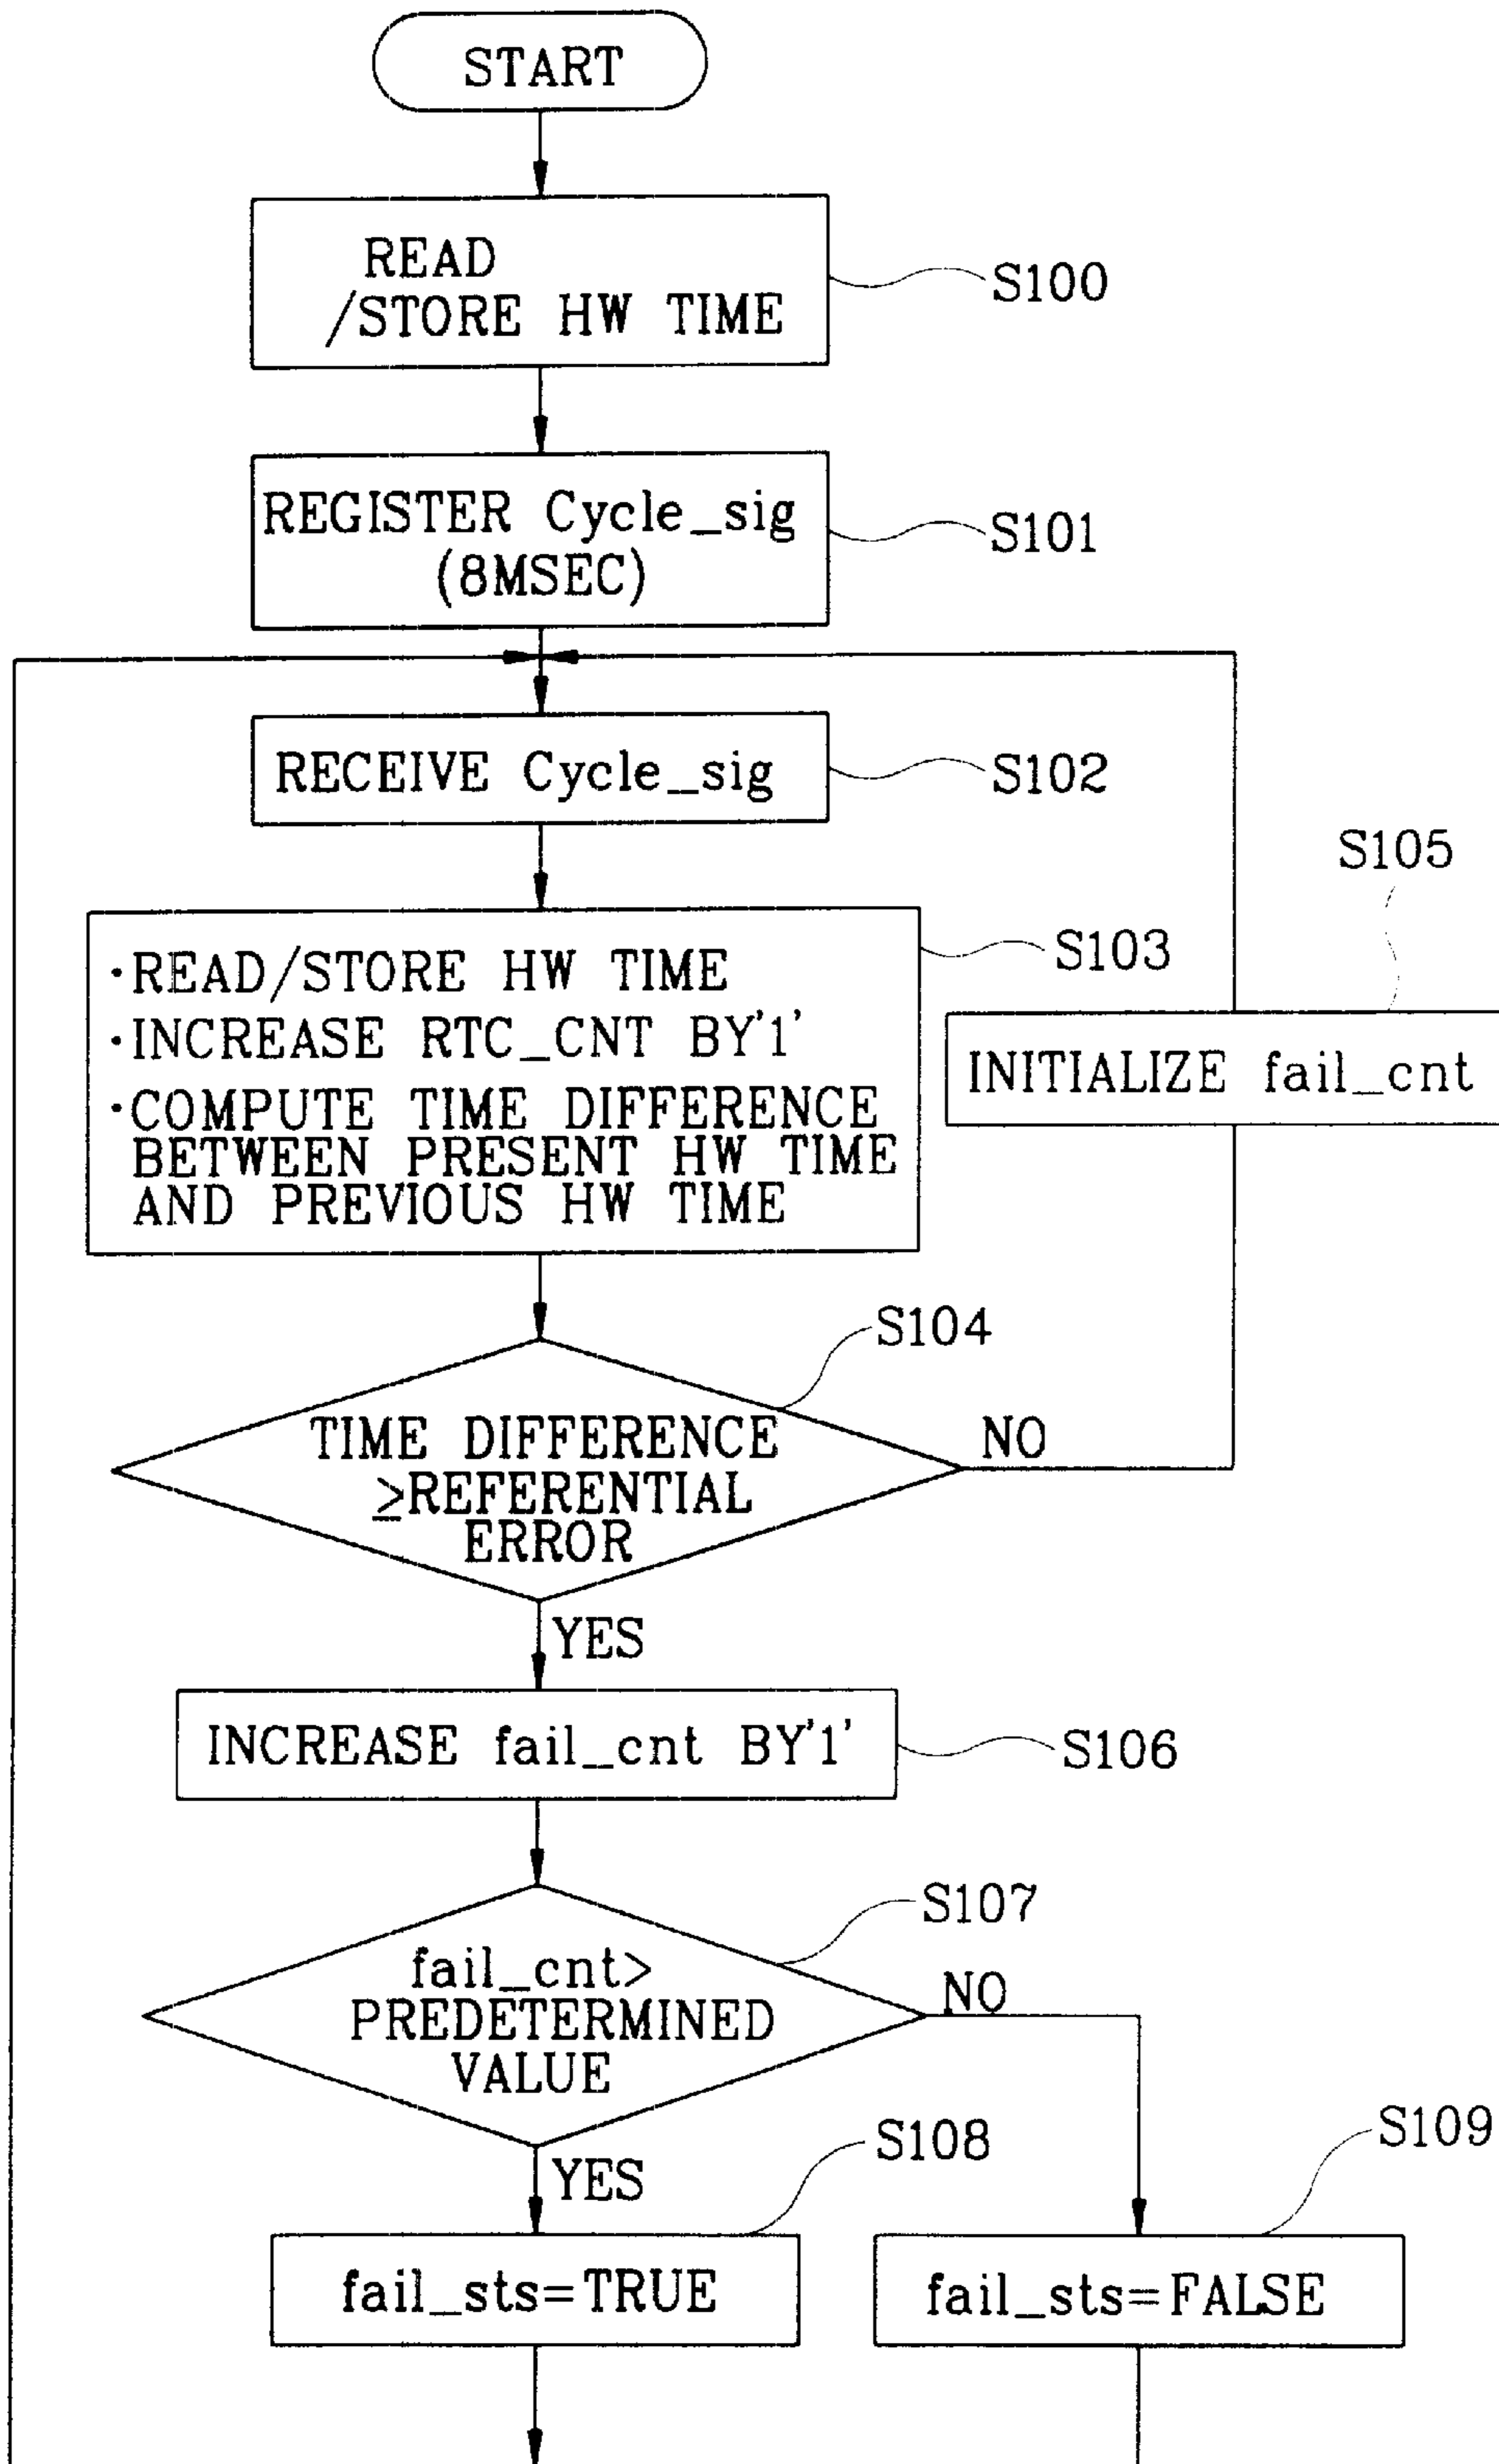 START
READ
/STORE HW TIME
S100
REGISTER Cycle_sig
(8MSEC)
S101
RECEIVE Cycle_sig
S102
S105
·READ/STORE HW TIME
·INCREASE RTC_CNT BY'1'
·COMPUTE TIME DIFFERENCE
BETWEEN PRESENT HW TIME
AND PREVIOUS HW TIME
S103
INITIALIZE fail_cnt
S104
TIME DIFFERENCE
≥REFERENTIAL
ERROR
NO
YES
INCREASE fail_cnt BY'1'
S106
S107
fail_cnt>
PREDETERMINED
VALUE
NO
YES
S108
S109
fail_sts=TRUE
fail_sts=FALSE